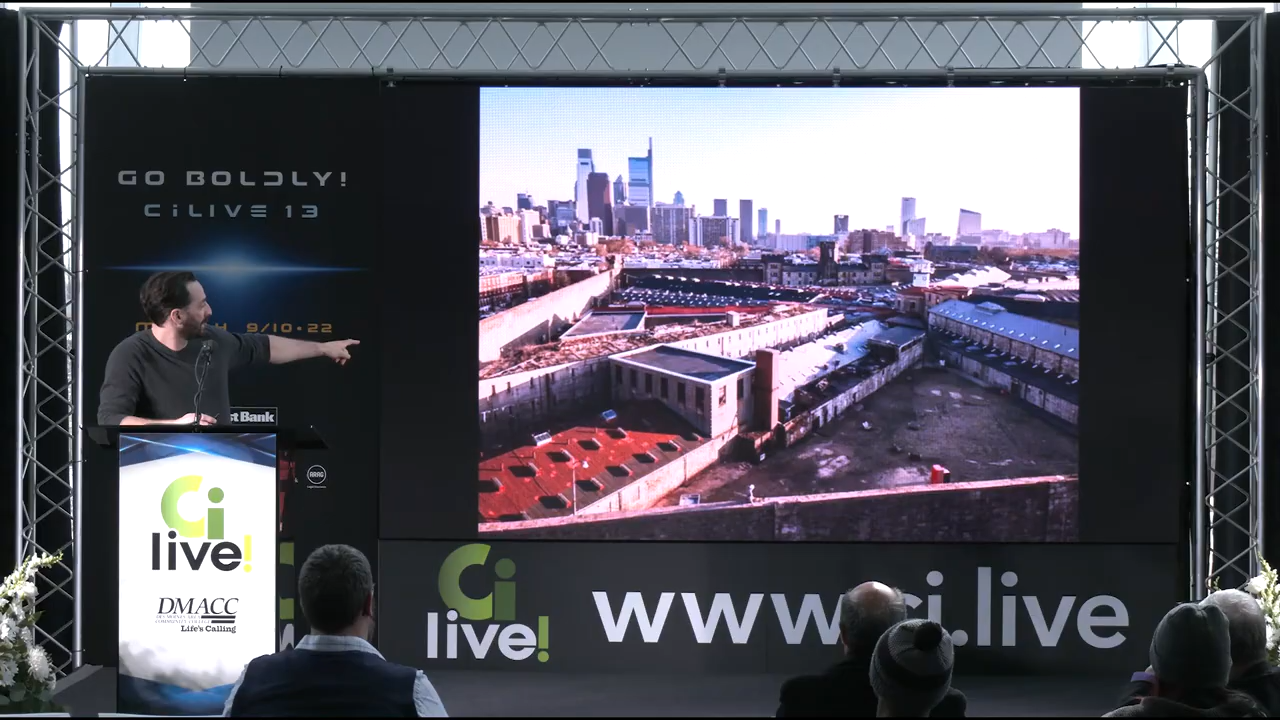 GO BOLDLY!
CiLIVE 13
9/10·22
st Bank
ARAG
Ci
live!
DMACC
Life's Calling
Ci
live!
www.ci.live